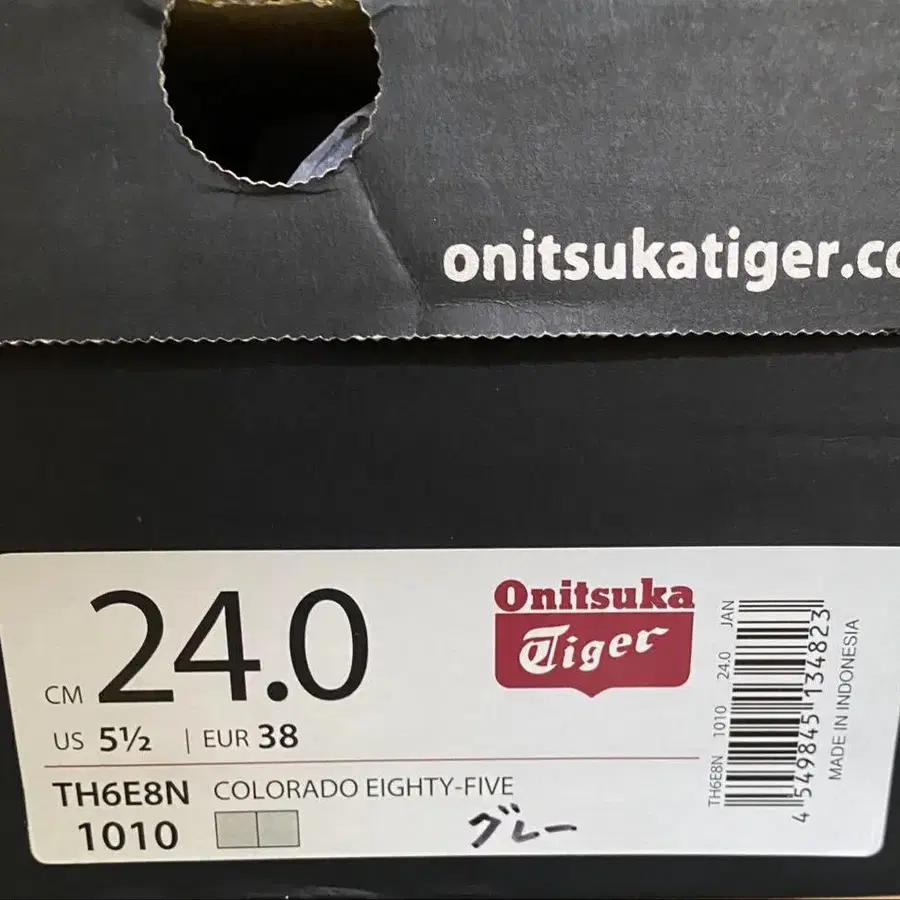 onitsukatiger.co
CM 24.0
US 5½ | EUR 38
TH6E8N COLORADO EIGHTY-FIVE
1010
グレー
Onitsuka
Tiger
TH6E8N 1010 24.0 JAN
4 549845 134823
MADE IN INDONESIA